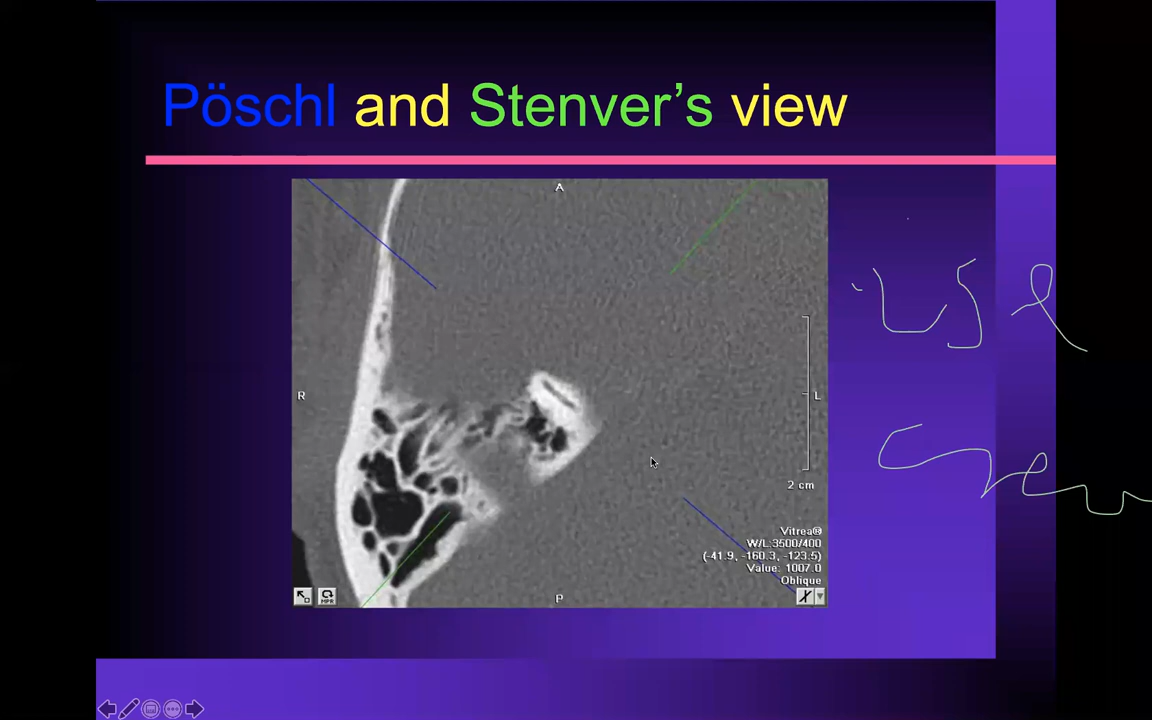 Pöschl and Stenver's view
A
R
L
2 cm
Vitrea®
W/L:3500/400
(-41.9, -160.3, -123.5)
Value: 1007.0
Oblique
P
MPR